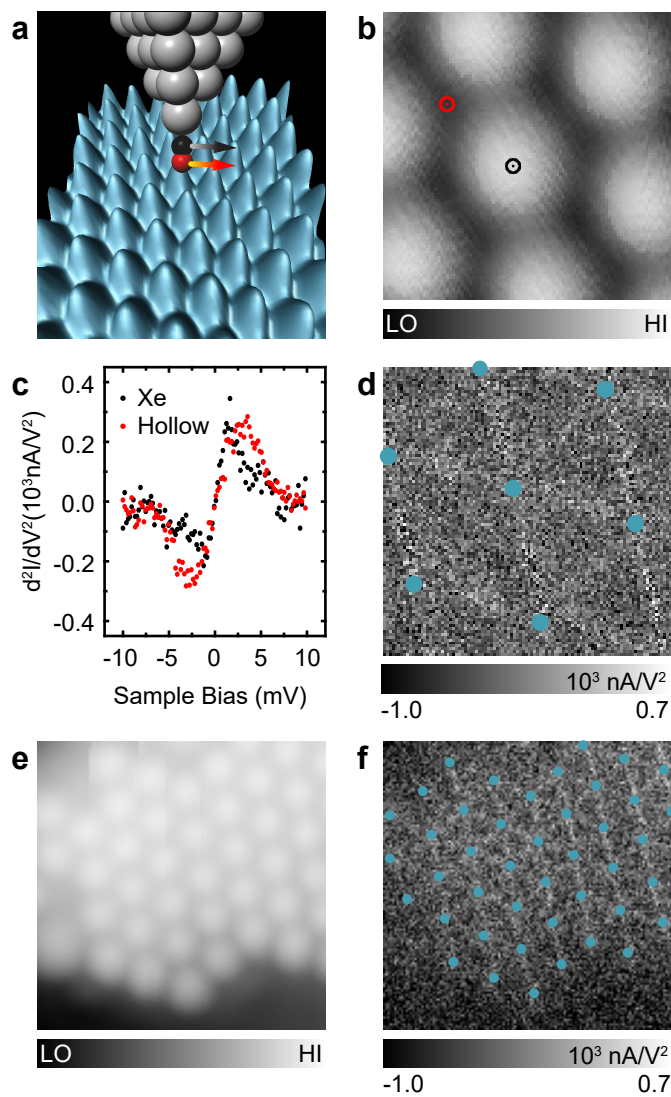 a
b
LO HI
c
0.4
0.2
0.0
-0.2
-0.4
d²I/dV²(10³nA/V²)
Xe
Hollow
-10 -5 0 5 10
Sample Bias (mV)
d
10³ nA/V²
-1.0 0.7
e
LO HI
f
10³ nA/V²
-1.0 0.7